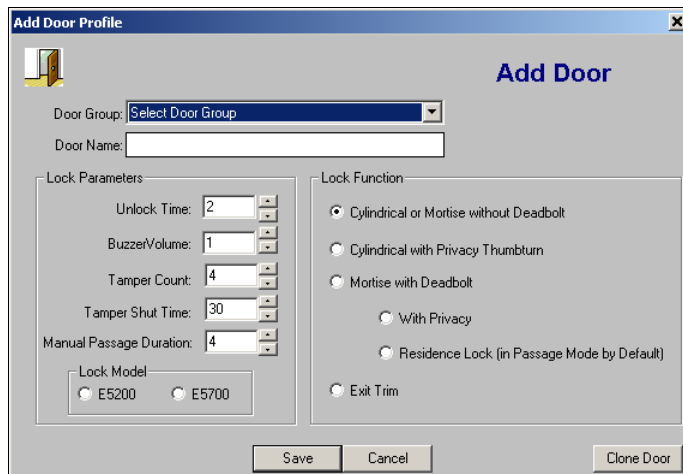 Add Door Profile
Add Door
Door Group: Select Door Group
Door Name:
Lock Parameters
Unlock Time: 2
BuzzerVolume: 1
Tamper Count: 4
Tamper Shut Time: 30
Manual Passage Duration: 4
Lock Model
E5200 E5700
Lock Function
Cylindrical or Mortise without Deadbolt
Cylindrical with Privacy Thumbturn
Mortise with Deadbolt
With Privacy
Residence Lock (in Passage Mode by Default)
Exit Trim
Save Cancel Clone Door